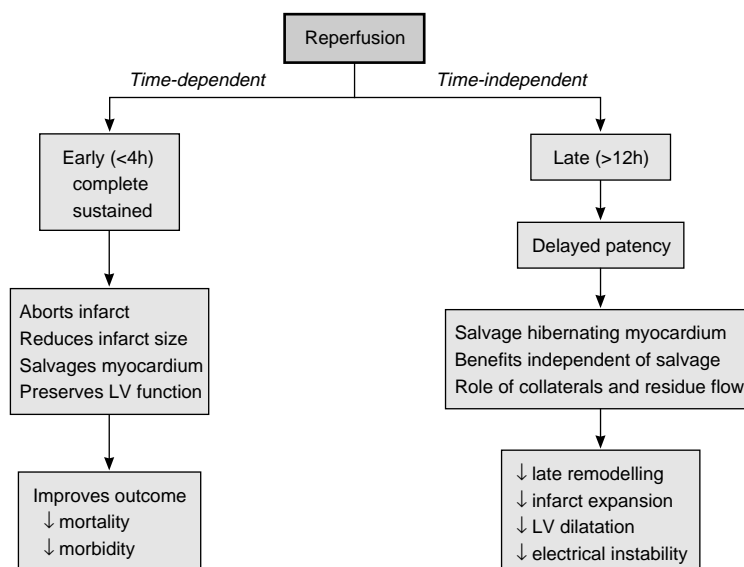 Reperfusion
Time-dependent
Time-independent
Early (<4h)
complete
sustained
Late (>12h)
Delayed patency
Aborts infarct
Reduces infarct size
Salvages myocardium
Preserves LV function
Salvage hibernating myocardium
Benefits independent of salvage
Role of collaterals and residue flow
Improves outcome
↓ mortality
↓ morbidity
↓ late remodelling
↓ infarct expansion
↓ LV dilatation
↓ electrical instability